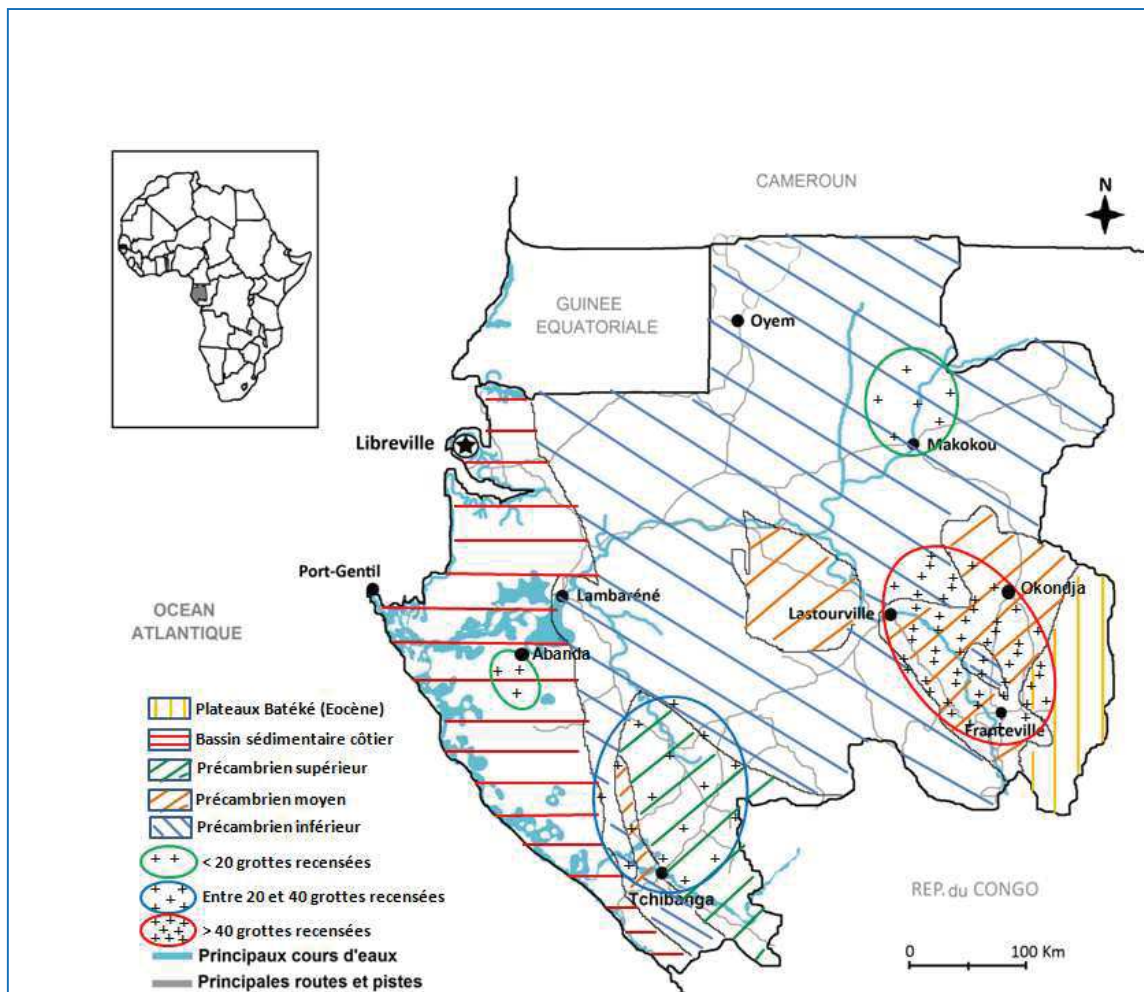 CAMEROUN
N
GUINEE
EQUATORIALE
Oyem
Libreville
Makokou
Port-Gentil
Lambaréné
Okondja
Lastourville
OCEAN
ATLANTIQUE
Abanda
Franceville
Plateaux Batéké (Eocène)
Bassin sédimentaire côtier
Précambrien supérieur
Précambrien moyen
Précambrien inférieur
< 20 grottes recensées
Entre 20 et 40 grottes recensées
> 40 grottes recensées
Principaux cours d'eaux
Principales routes et pistes
Tchibanga
REP. du CONGO
0 100 Km